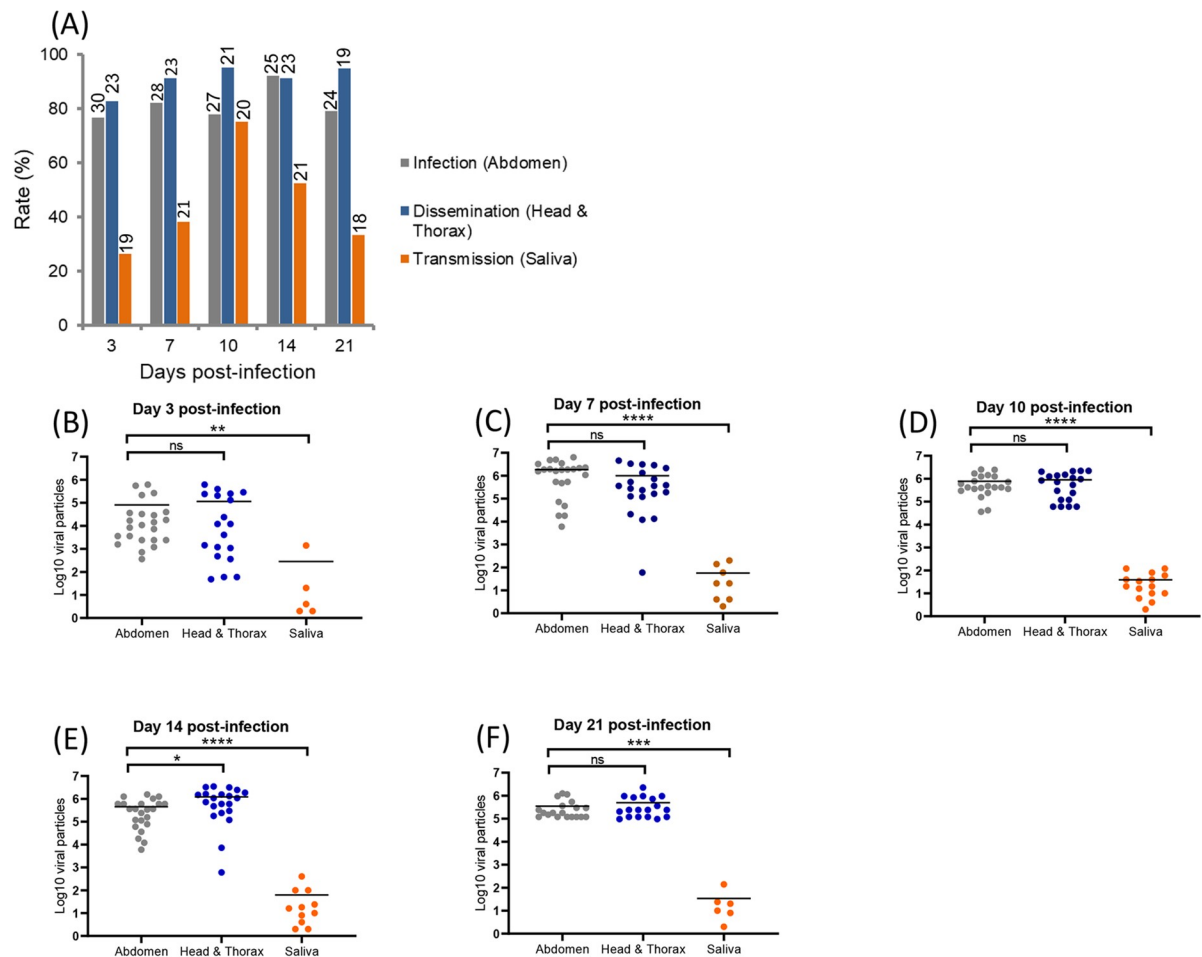 (A)
100
80
60
40
20
0
Rate (%)
30 23 19
28 23 21
27 21 20
25 23 21
24 19 18
3 7 10 14 21
Days post-infection
Infection (Abdomen)
Dissemination (Head &
Thorax)
Transmission (Saliva)
(B)
Day 3 post-infection
**
ns
7
6
5
4
3
2
1
0
Log10 viral particles
Abdomen Head & Thorax Saliva
(C)
Day 7 post-infection
****
ns
7
6
5
4
3
2
1
0
Log10 viral particles
Abdomen Head & Thorax Saliva
(D)
Day 10 post-infection
****
ns
7
6
5
4
3
2
1
0
Log10 viral particles
Abdomen Head & Thorax Saliva
(E)
Day 14 post-infection
****
*
7
6
5
4
3
2
1
0
Log10 viral particles
Abdomen Head & Thorax Saliva
(F)
Day 21 post-infection
***
ns
7
6
5
4
3
2
1
0
Log10 viral particles
Abdomen Head & Thorax Saliva